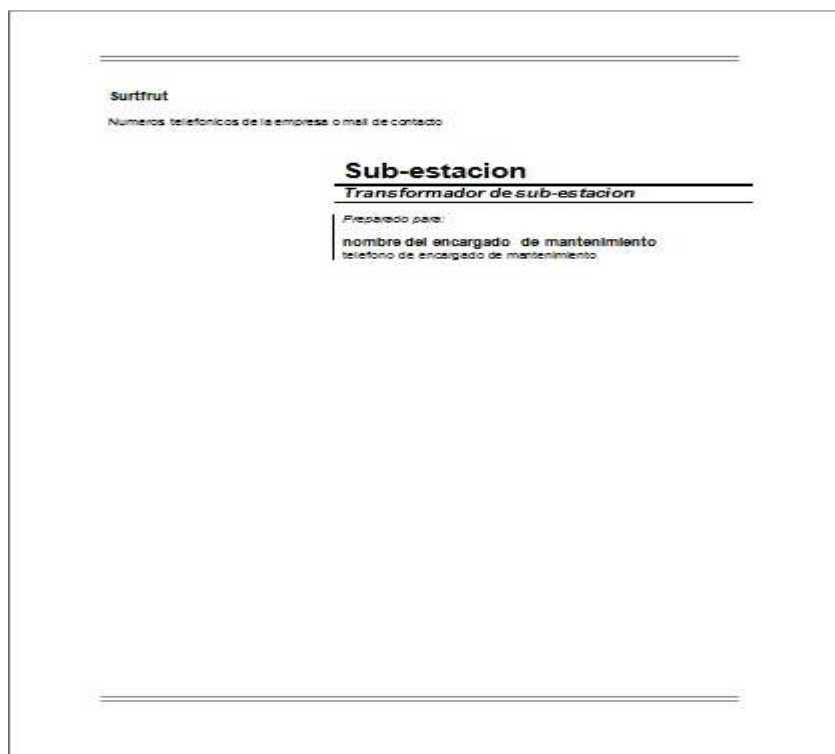 Surtfrut
Numeros telefonicos de la empresa o mail de contacto
Sub-estacion
Transformador de sub-estacion
Preparado para:
nombre del encargado de mantenimiento
telefono de encargado de mantenimiento